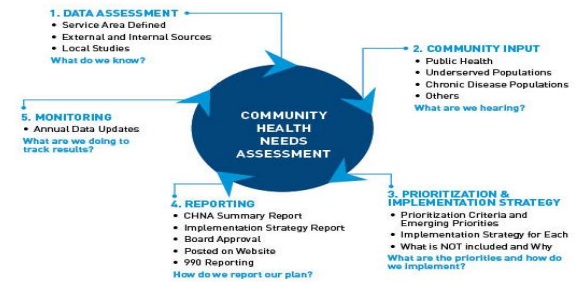 1. DATA ASSESSMENT
• Service Area Defined
• External and Internal Sources
• Local Studies
What do we know?
2. COMMUNITY INPUT
• Public Health
• Underserved Populations
• Chronic Disease Populations
• Others
What are we hearing?
COMMUNITY
HEALTH
NEEDS
ASSESSMENT
3. PRIORITIZATION &
IMPLEMENTATION STRATEGY
• Prioritization Criteria and
Emerging Priorities
• Implementation Strategy for Each
• What is NOT included and Why
What are the priorities and how do
we implement?
4. REPORTING
• CHNA Summary Report
• Implementation Strategy Report
• Board Approval
• Posted on Website
• 990 Reporting
How do we report our plan?
5. MONITORING
• Annual Data Updates
What are we doing to
track results?